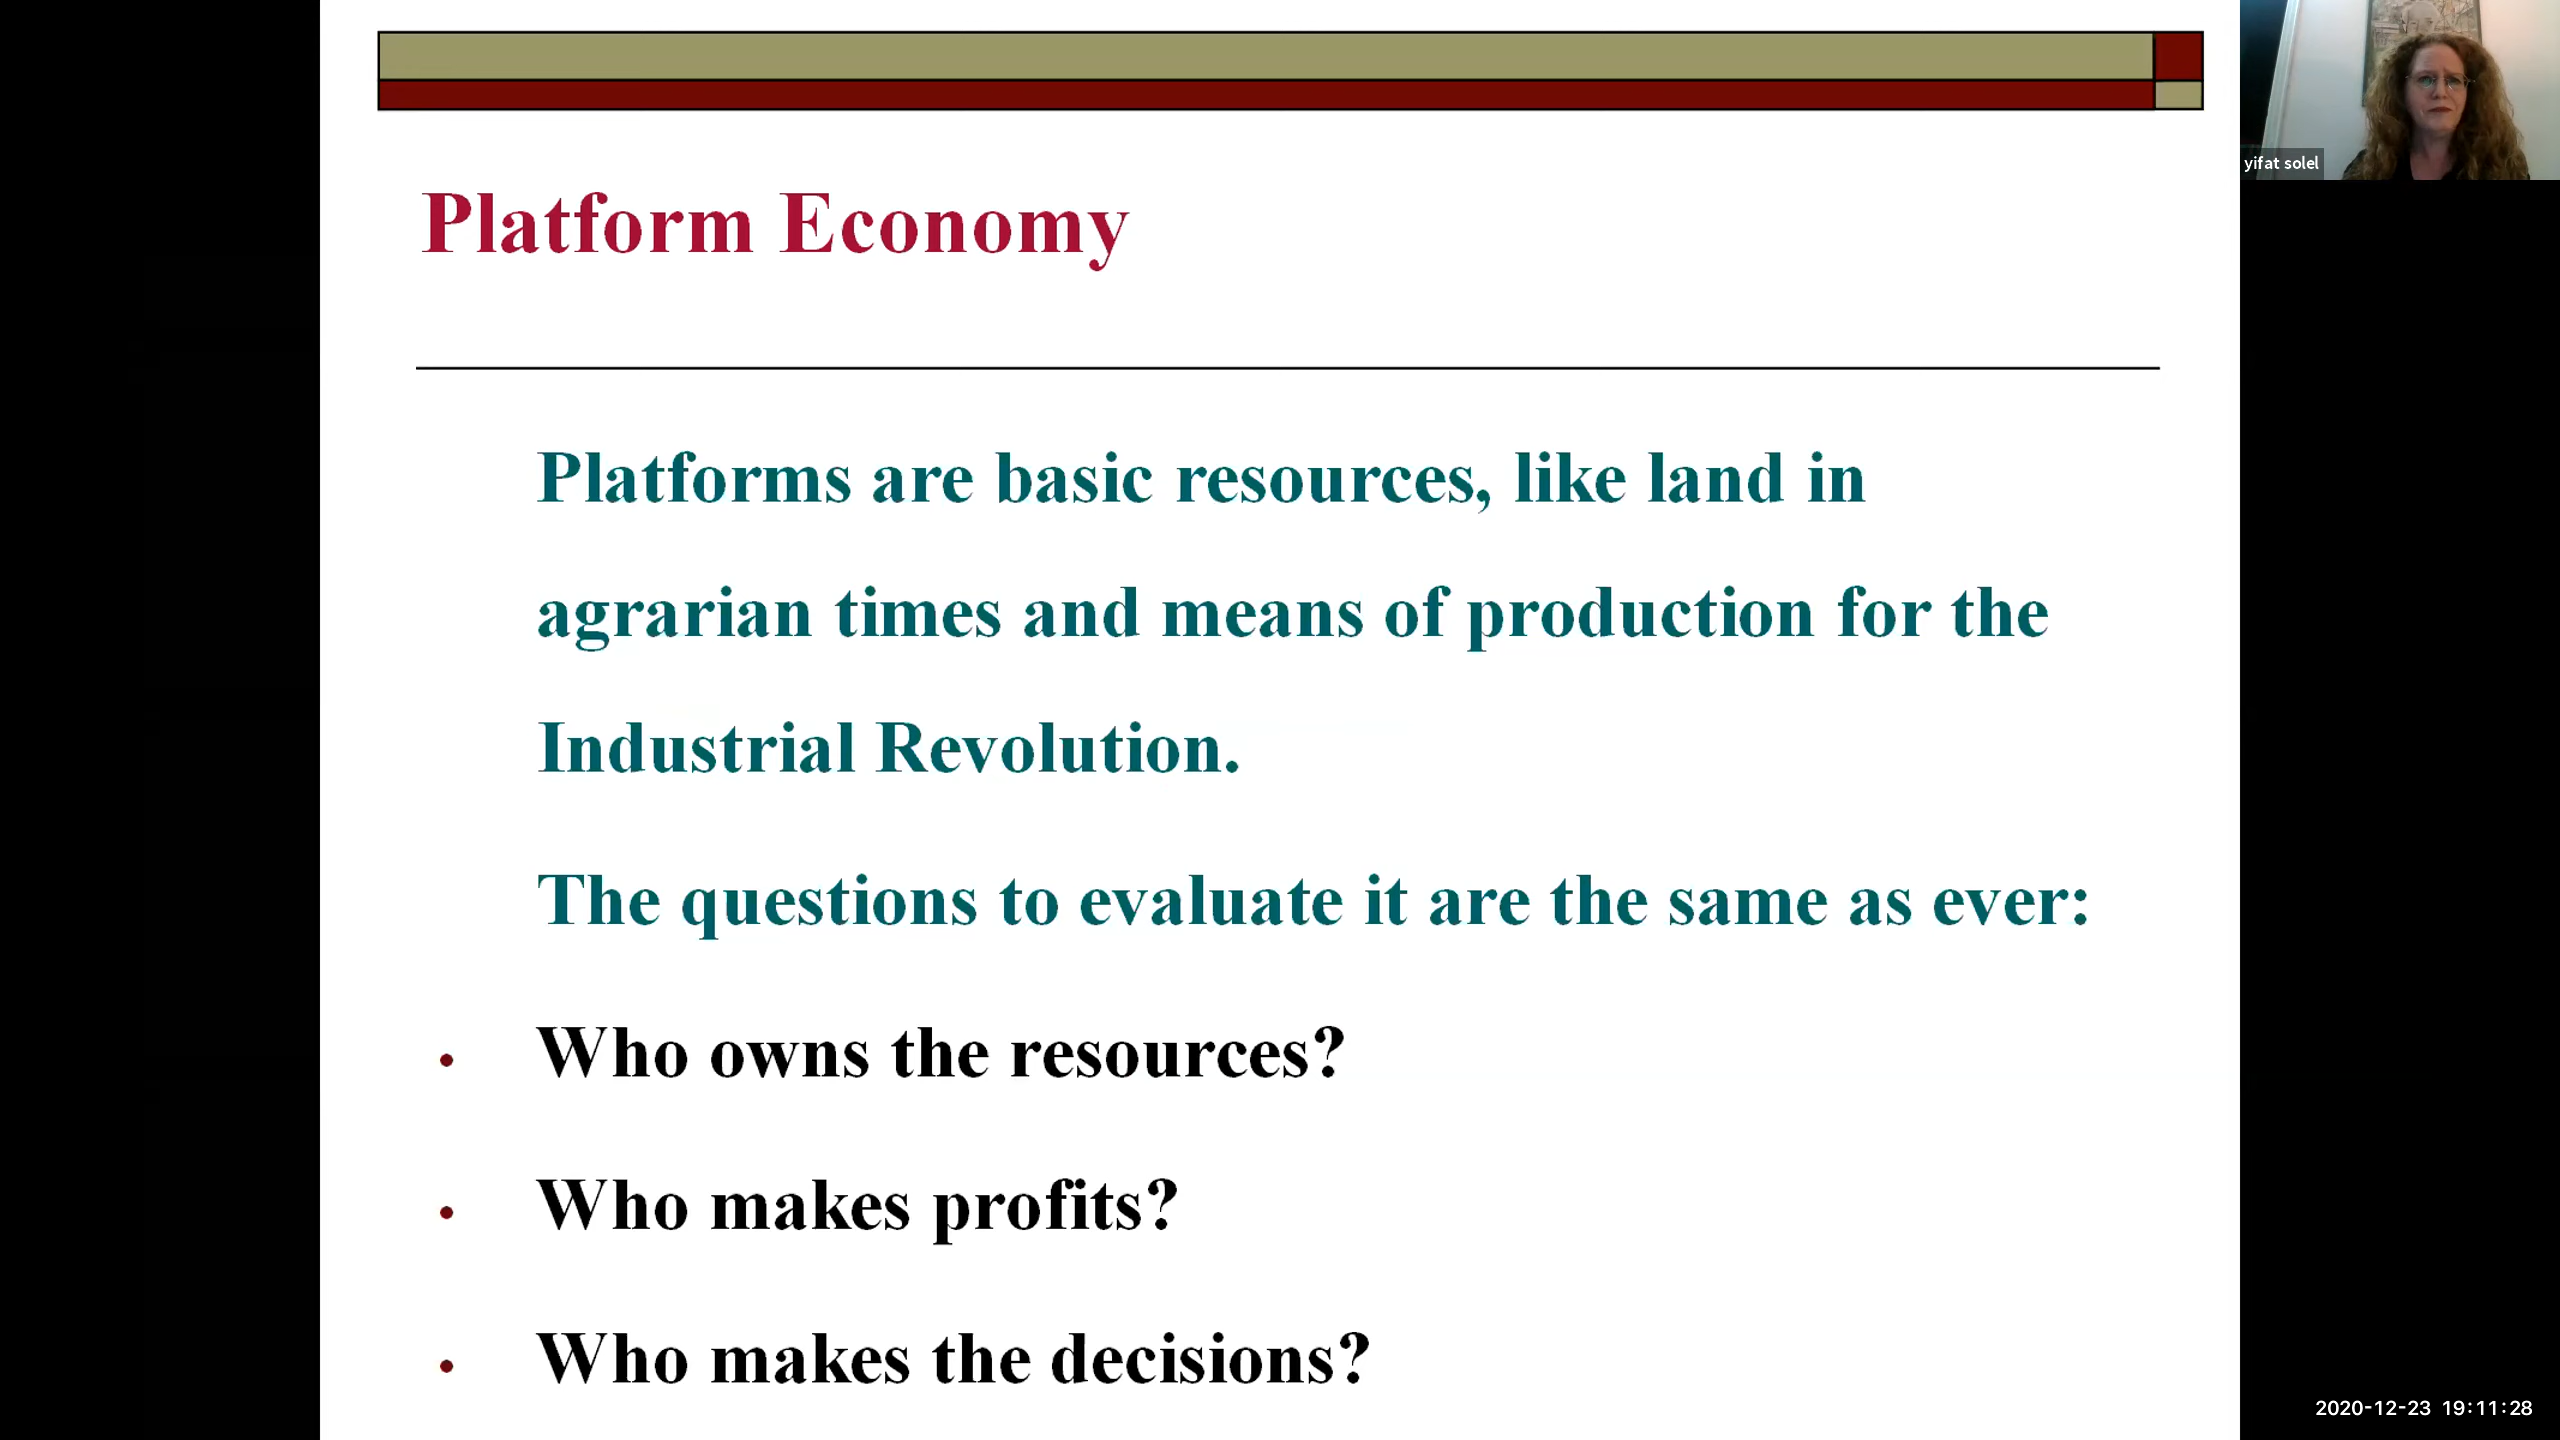 yifat solel
Platform Economy
Platforms are basic resources, like land in
agrarian times and means of production for the
Industrial Revolution.
The questions to evaluate it are the same as ever:
• Who owns the resources?
• Who makes profits?
• Who makes the decisions?
2020-12-23 19:11:28